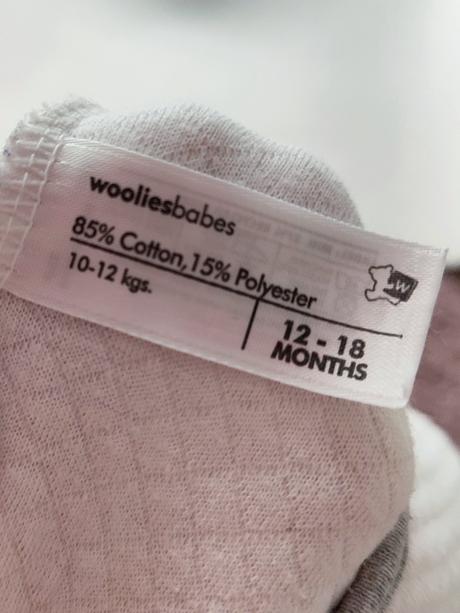 wooliesbabes
85% Cotton, 15% Polyester
10-12 kgs.
12 - 18
MONTHS
W